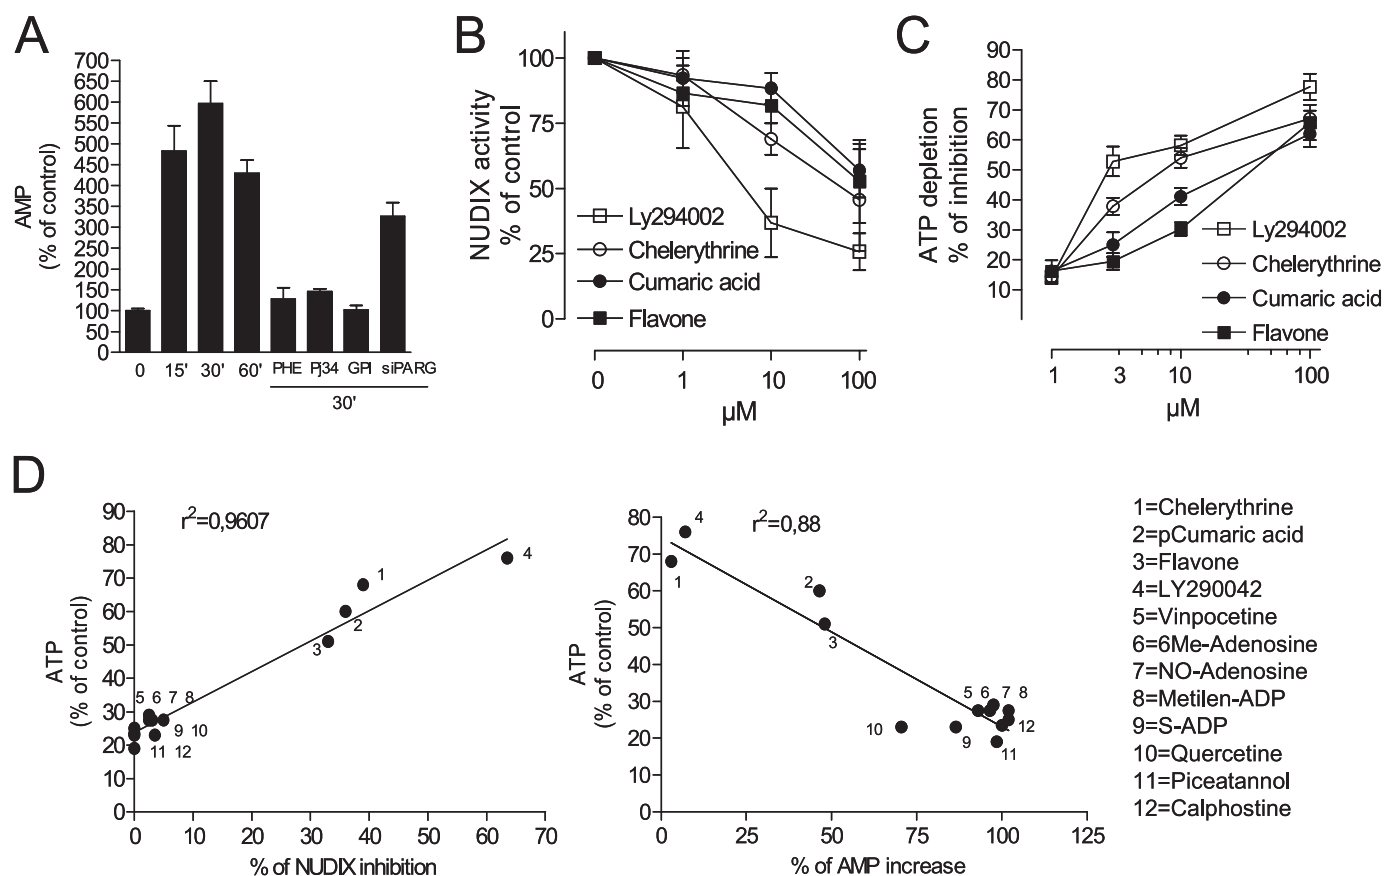 A
700
650
600
550
500
450
400
350
300
250
200
150
100
50
0
AMP
(% of control)
0 15' 30' 60' PHE Pj34 GPI siPARG
30'
B
100
75
50
25
0
NUDIX activity
% of control
Ly294002
Chelerythrine
Cumaric acid
Flavone
0 1 10 100
µM
C
90
80
70
60
50
40
30
20
10
ATP depletion
% of inhibition
Ly294002
Chelerythrine
Cumaric acid
Flavone
1 3 10 100
µM
D
r2=0,9607
90
80
70
60
50
40
30
20
10
0
ATP
(% of control)
4
1
2
3
5 6 7 8
9 10
11 12
0 10 20 30 40 50 60 70
% of NUDIX inhibition
r2=0,88
80
70
60
50
40
30
20
10
0
ATP
(% of control)
4
1
2
3
5 6 7 8
10 9 12
11
0 25 50 75 100 125
% of AMP increase
1=Chelerythrine
2=pCumaric acid
3=Flavone
4=LY290042
5=Vinpocetine
6=6Me-Adenosine
7=NO-Adenosine
8=Metilen-ADP
9=S-ADP
10=Quercetine
11=Piceatannol
12=Calphostine